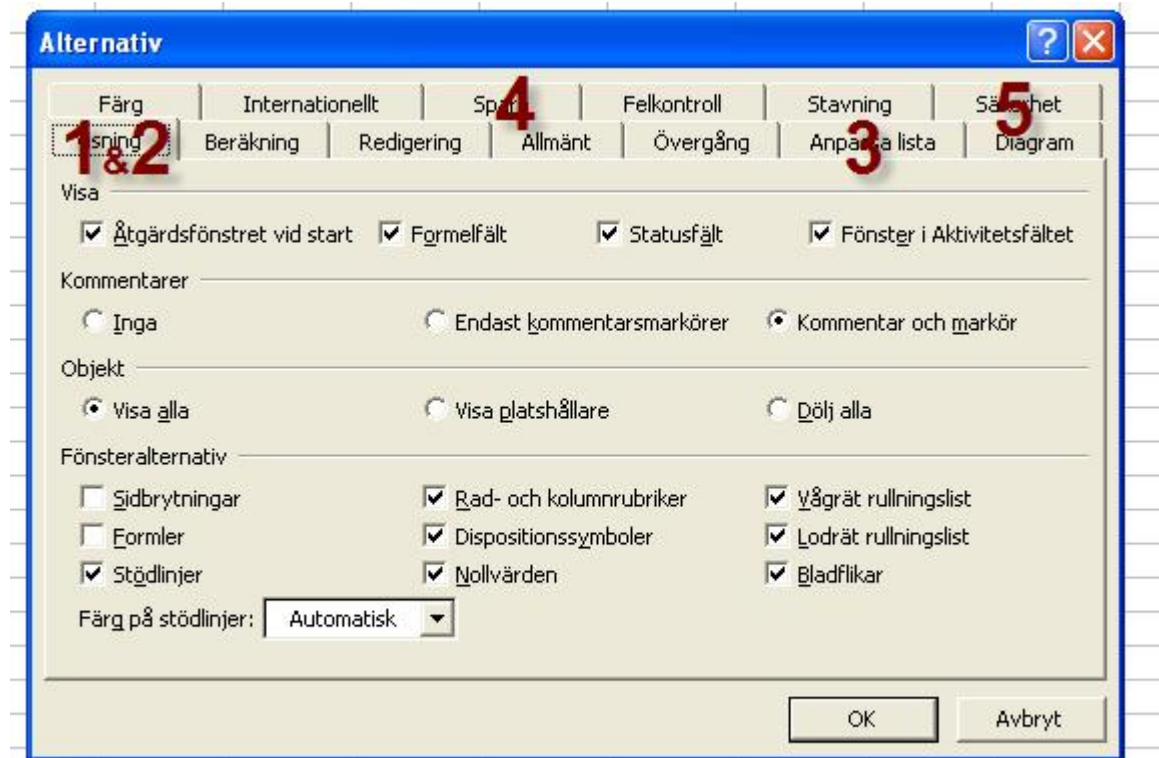 Alternativ
Färg Internationellt 4 Felkontroll Stavning 5
1&2 Beräkning Redigering Allmänt Övergång Anpassa lista 3 Diagram
Visa
Åtgärdsfönstret vid start Formelfält Statusfält Fönster i Aktivitetsfältet
Kommentarer
Inga Endast kommentarsmarkörer Kommentar och markör
Objekt
Visa alla Visa platshållare Dölj alla
Fönsteralternativ
Sidbrytningar Rad- och kolumnrubriker Vågrät rullningslist
Formler Dispositionssymboler Lodrät rullningslist
Stödlinjer Nollvärden Bladflikar
Färg på stödlinjer: Automatisk
OK Avbryt